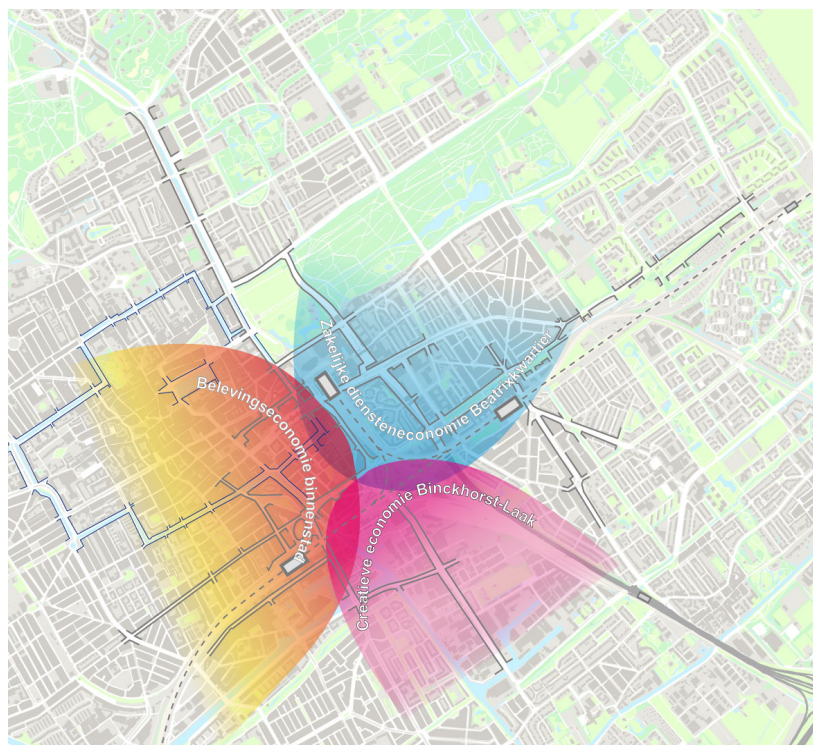 Zakelijke diensteneconomie Beatrixkwartier
Belevingseconomie binnenstad
Creatieve economie Binckhorst-Laak